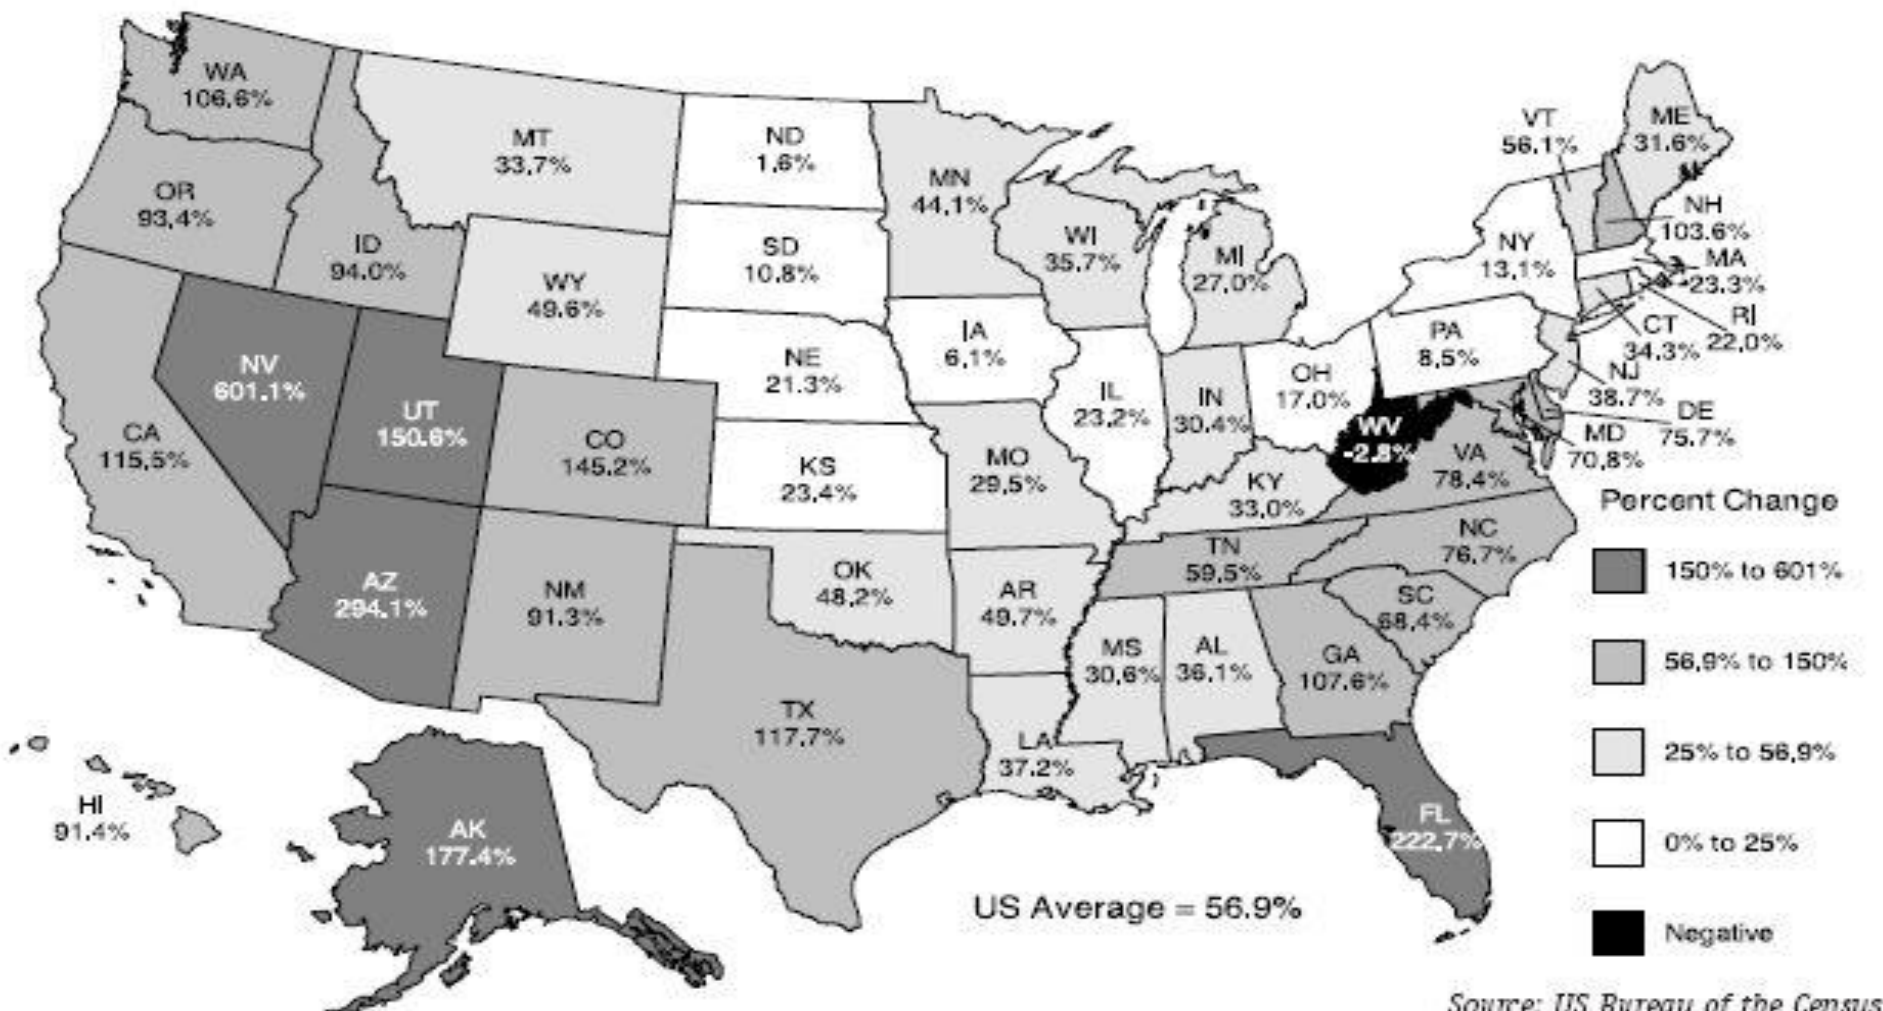 WA
106.6%
OR
93.4%
CA
115.5%
NV
601.1%
ID
94.0%
MT
33.7%
WY
49.6%
UT
150.6%
CO
145.2%
AZ
294.1%
NM
91.3%
ND
1.6%
SD
10.8%
NE
21.3%
KS
23.4%
OK
48.2%
TX
117.7%
MN
44.1%
IA
6.1%
MO
29.5%
AR
49.7%
LA
37.2%
WI
35.7%
IL
23.2%
MI
27.0%
IN
30.4%
OH
17.0%
KY
33.0%
TN
59.5%
MS
30.6%
AL
36.1%
GA
107.6%
FL
222.7%
SC
68.4%
NC
76.7%
VA
78.4%
WV
-2.8%
PA
8.5%
NY
13.1%
VT
56.1%
ME
31.6%
NH
103.6%
MA
23.3%
RI
22.0%
CT
34.3%
NJ
38.7%
DE
75.7%
MD
70.8%
HI
91.4%
AK
177.4%
US Average = 56.9%
Percent Change
150% to 601%
56.9% to 150%
25% to 56.9%
0% to 25%
Negative
Source: US Bureau of the Census